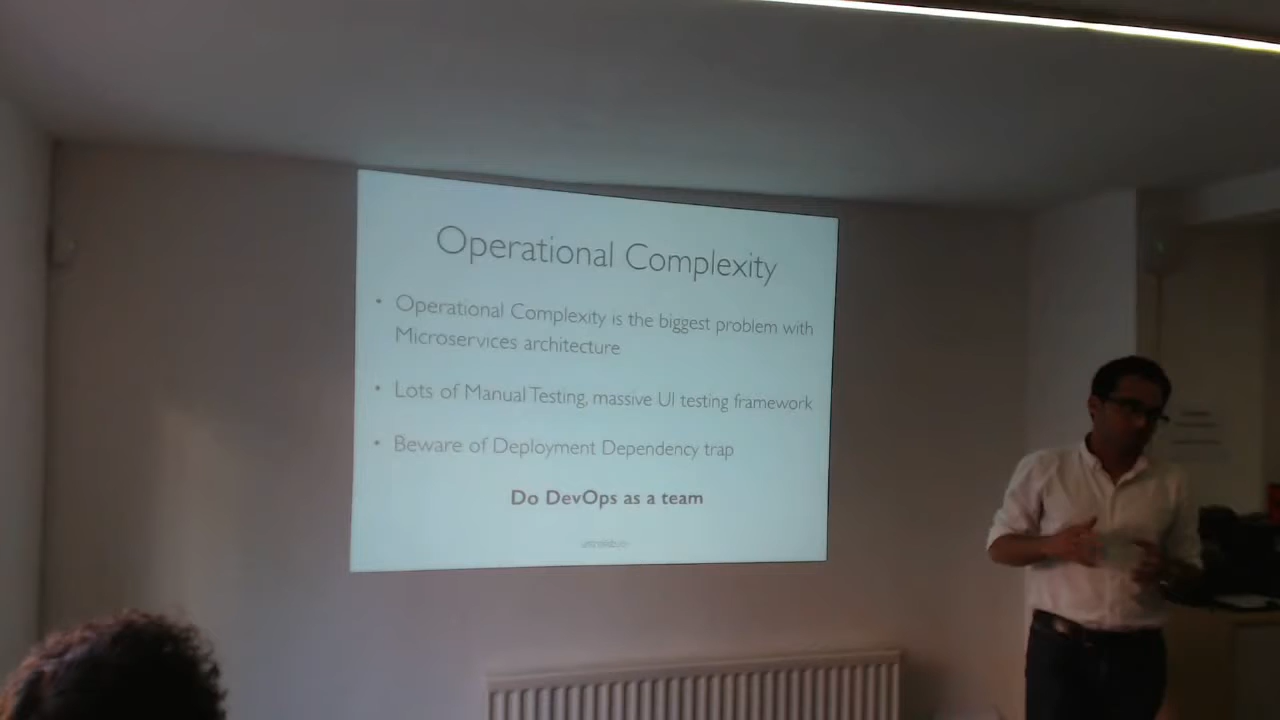 Operational Complexity
• Operational Complexity is the biggest problem with
Microservices architecture
• Lots of Manual Testing, massive UI testing framework
• Beware of Deployment Dependency trap
Do DevOps as a team